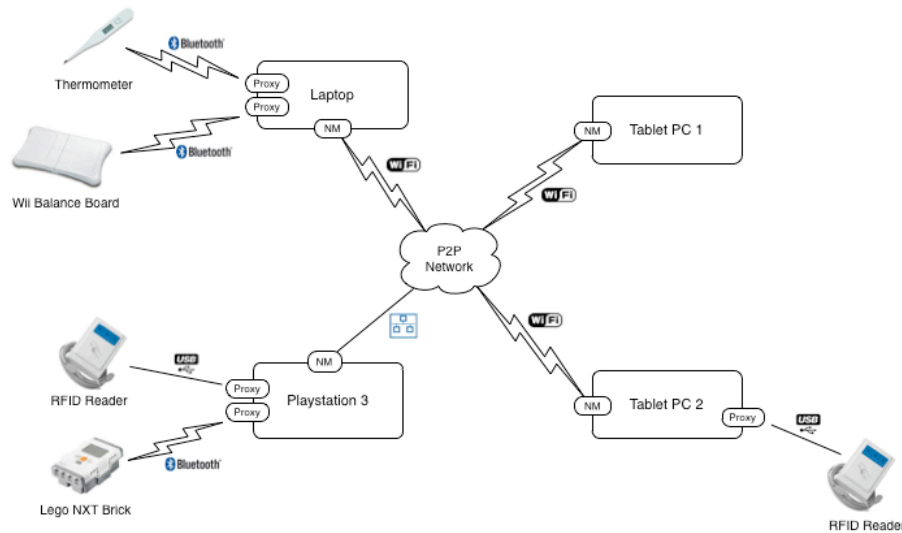 Bluetooth
Thermometer
Proxy
Laptop
Proxy
NM
Bluetooth
Wii Balance Board
WiFi
NM
Tablet PC 1
WiFi
P2P
Network
WiFi
NM
USB
RFID Reader
Proxy
Playstation 3
Proxy
Bluetooth
Lego NXT Brick
NM
Tablet PC 2
Proxy
USB
RFID Reader